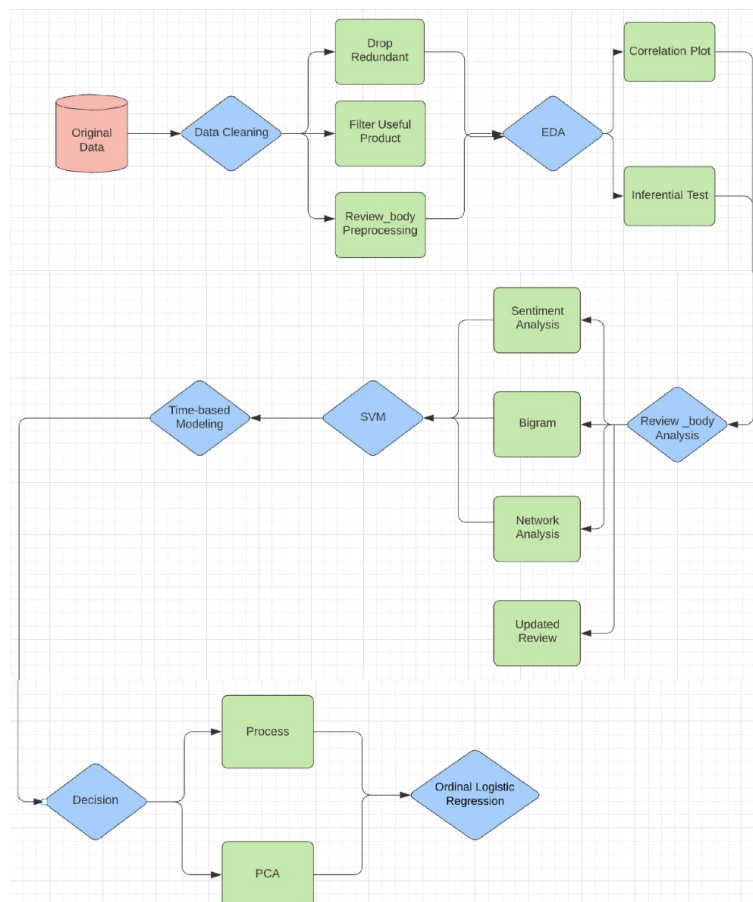 Drop
Redundant
Correlation Plot
Original
Data
Data Cleaning
Filter Useful
Product
EDA
Review_body
Preprocessing
Inferential Test
Sentiment
Analysis
Time-based
Modeling
SVM
Bigram
Review _body
Analysis
Network
Analysis
Updated
Review
Process
Decision
Ordinal Logistic
Regression
PCA